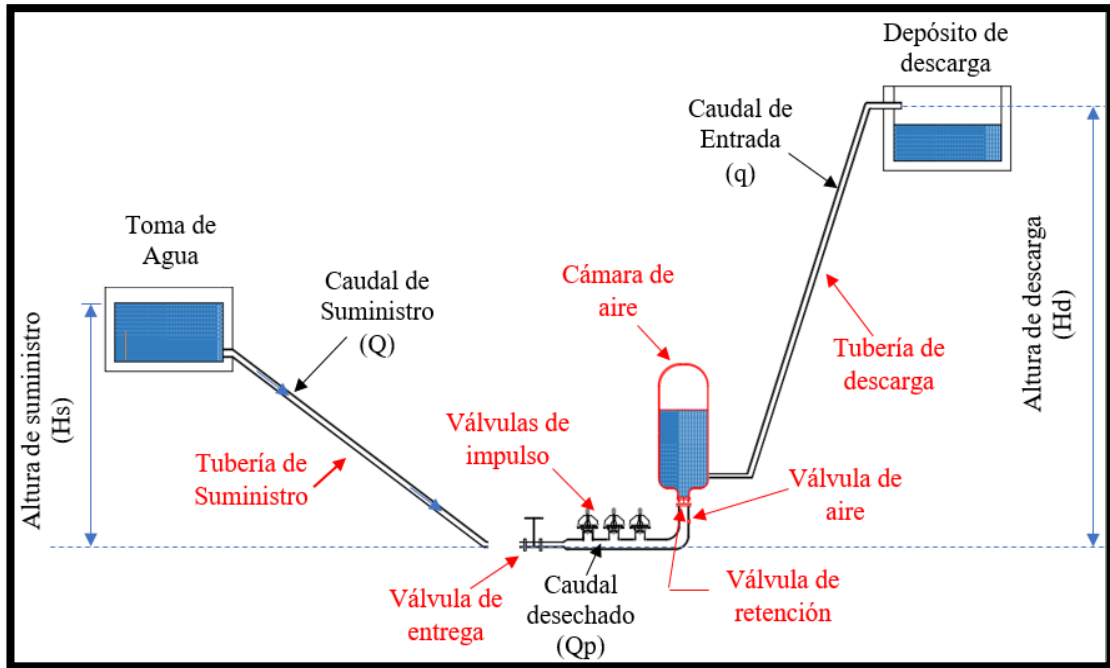 Depósito de
descarga
Caudal de
Entrada
(q)
Toma de
Agua
Caudal de
Suministro
(Q)
Cámara de
aire
Tubería de
descarga
Altura de descarga
(Hd)
Altura de suministro
(Hs)
Válvulas de
impulso
Tubería de
Suministro
Válvula de
aire
Válvula de
entrega
Caudal
desechado
(Qp)
Válvula de
retención